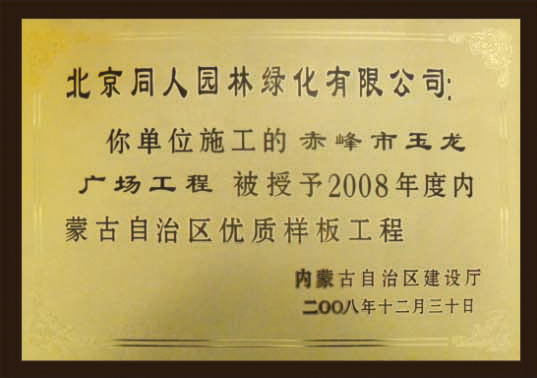 北京同人园林绿化有限公司:
你单位施工的赤峰市玉龙
广场工程 被授予2008年度内
蒙古自治区优质样板工程
内蒙古自治区建设厅
二〇〇八年十二月三十日